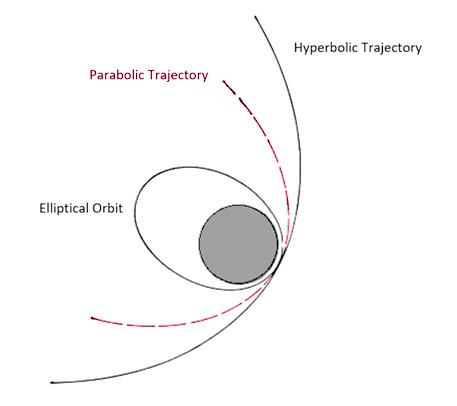 Hyperbolic Trajectory
Parabolic Trajectory
Elliptical Orbit